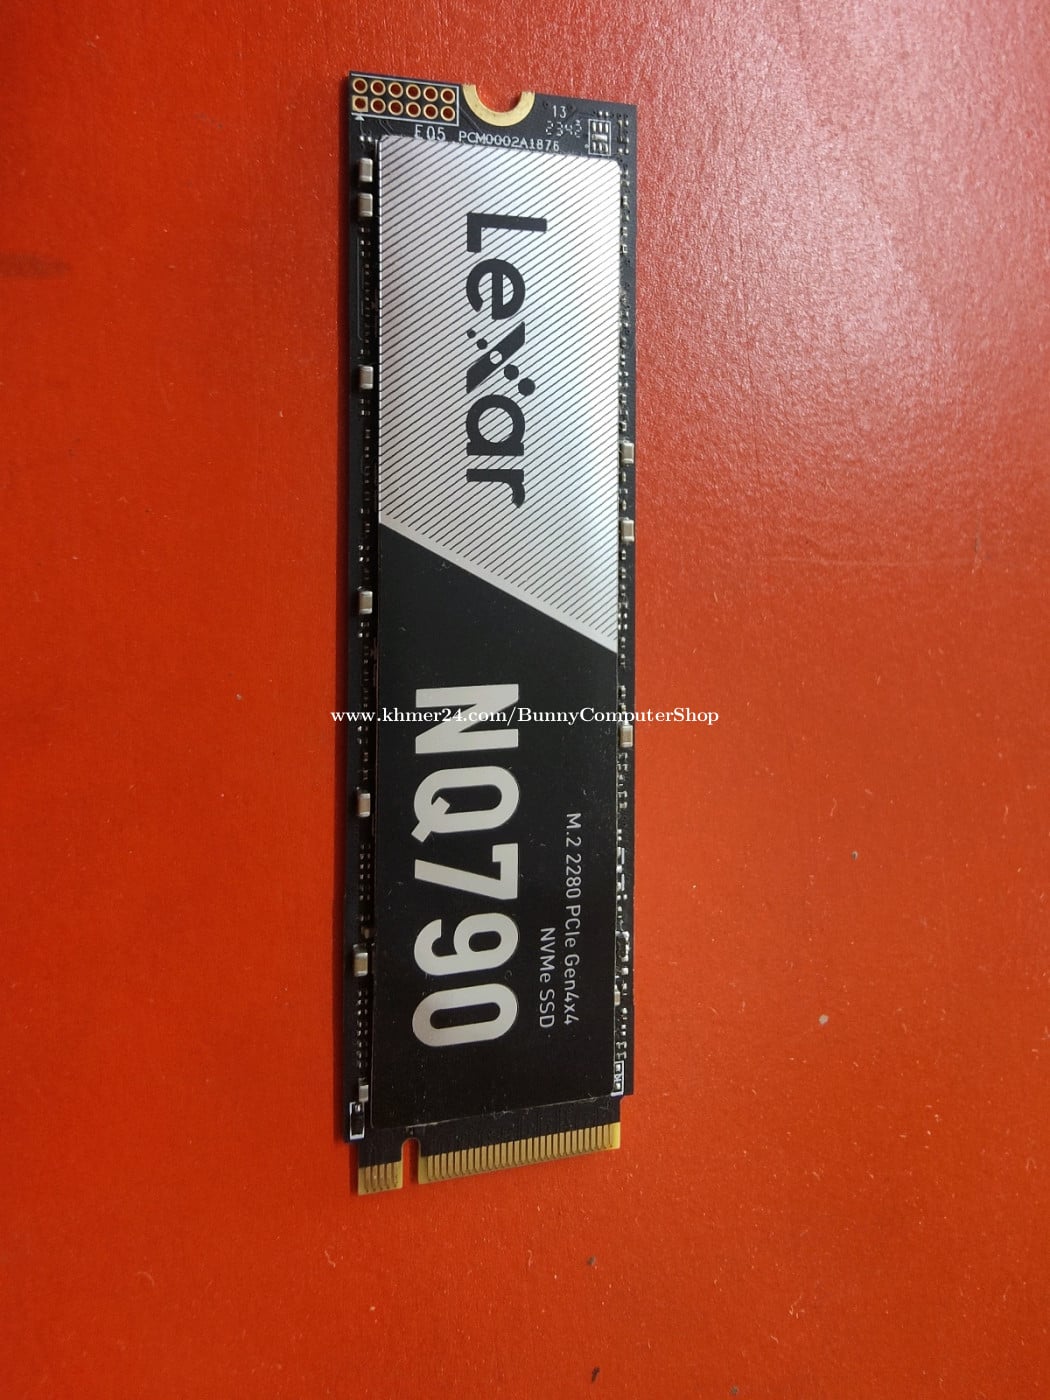 13
2342
E05 PCM0002A1876
Lexar
NQ790
M.2 2280 PCIe Gen4x4
NVMe SSD
www.khmer24.com/BunnyComputerShop